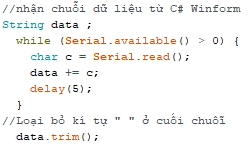 //nhận chuỗi dữ liệu từ C# Winform
String data ;
while (Serial.available() > 0) {
char c = Serial.read();
data += c;
delay(5);
}
//Loại bỏ kí tự " " ở cuối chuỗi
data.trim();